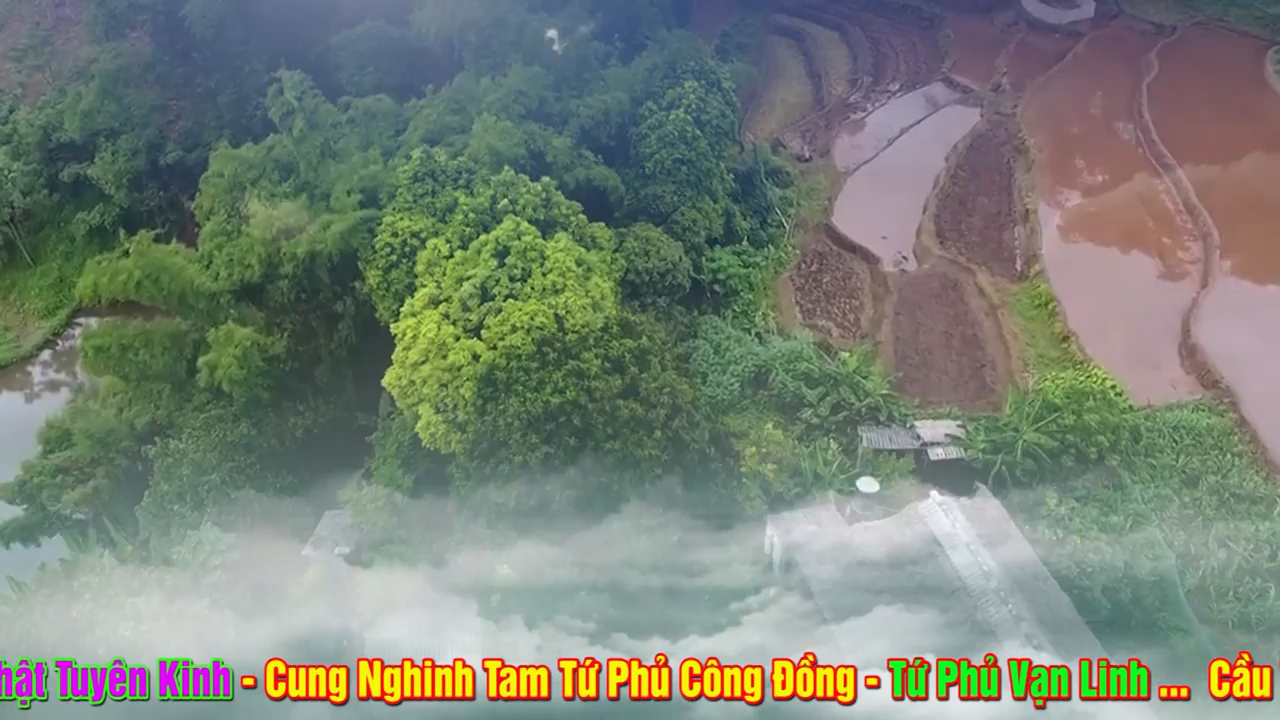 hật Tuyên Kinh - Cung Nghinh Tam Tứ Phủ Công Đồng - Tứ Phủ Vạn Linh ... Cầu